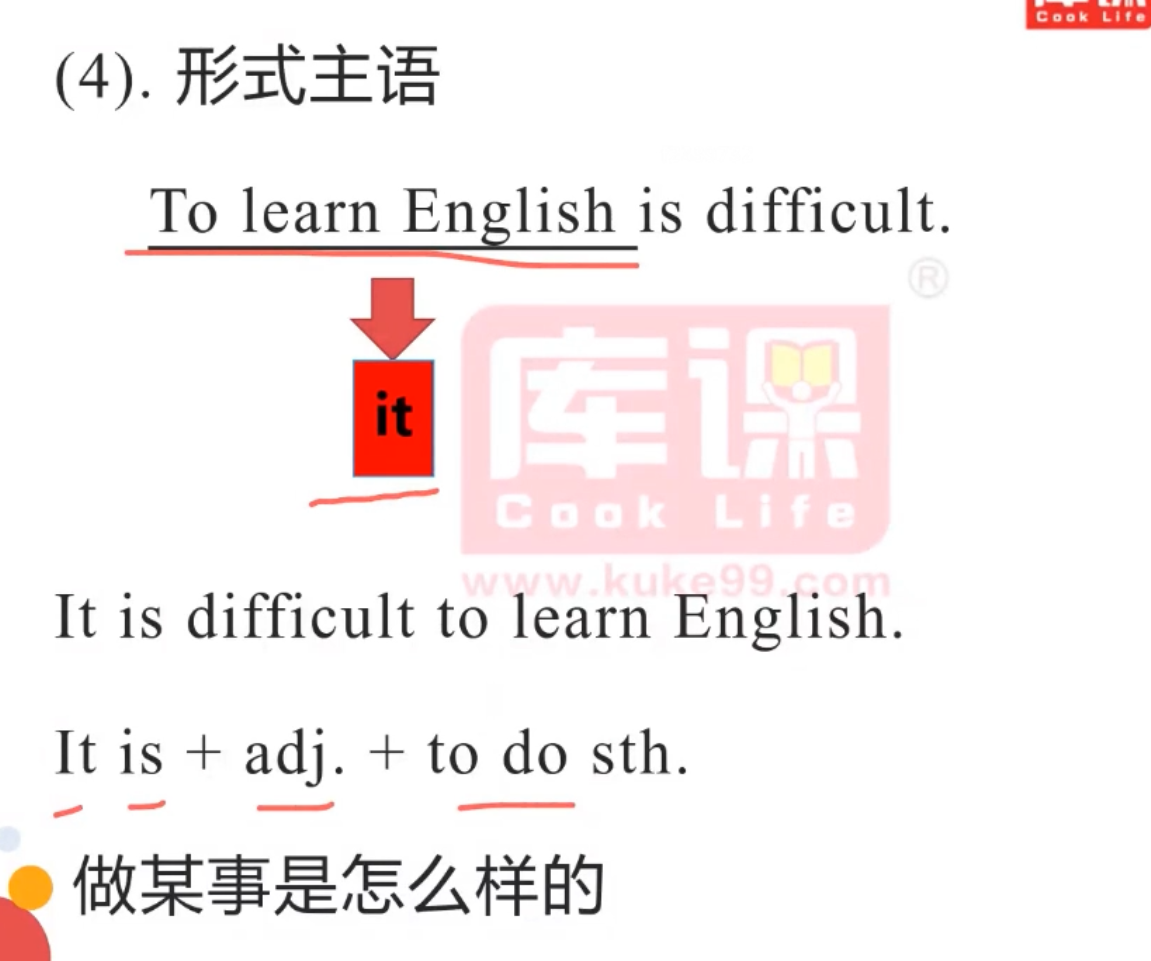 Cook Life
(4). 形式主语
To learn English is difficult.
®
it
库课
Cook Life
www.kuke99.com
It is difficult to learn English.
It is + adj. + to do sth.
做某事是怎么样的